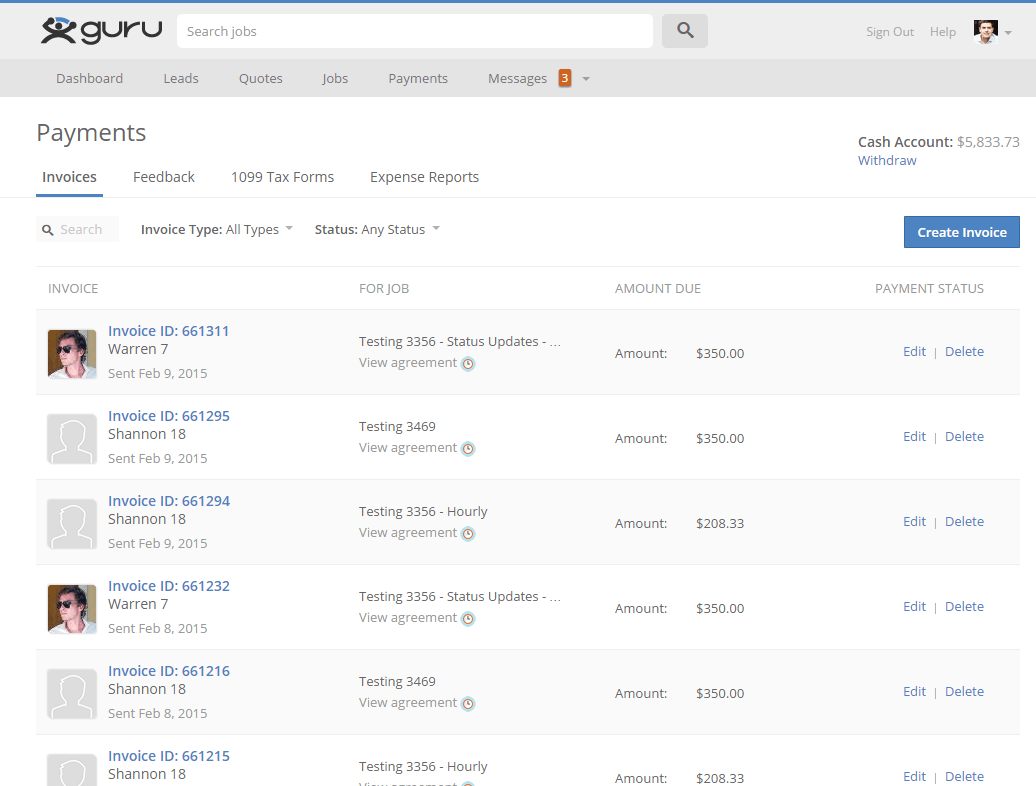 guru
Search jobs
Sign Out Help
Dashboard Leads Quotes Jobs Payments Messages 3
Payments
Cash Account: $5,833.73
Withdraw
Invoices Feedback 1099 Tax Forms Expense Reports
Search Invoice Type: All Types Status: Any Status
Create Invoice
INVOICE FOR JOB AMOUNT DUE PAYMENT STATUS
Invoice ID: 661311
Warren 7
Sent Feb 9, 2015
Testing 3356 - Status Updates - ...
View agreement
Amount: $350.00
Edit | Delete
Invoice ID: 661295
Shannon 18
Sent Feb 9, 2015
Testing 3469
View agreement
Amount: $350.00
Edit | Delete
Invoice ID: 661294
Shannon 18
Sent Feb 9, 2015
Testing 3356 - Hourly
View agreement
Amount: $208.33
Edit | Delete
Invoice ID: 661232
Warren 7
Sent Feb 8, 2015
Testing 3356 - Status Updates - ...
View agreement
Amount: $350.00
Edit | Delete
Invoice ID: 661216
Shannon 18
Sent Feb 8, 2015
Testing 3469
View agreement
Amount: $350.00
Edit | Delete
Invoice ID: 661215
Shannon 18
Testing 3356 - Hourly
View agreement
Amount: $208.33
Edit | Delete